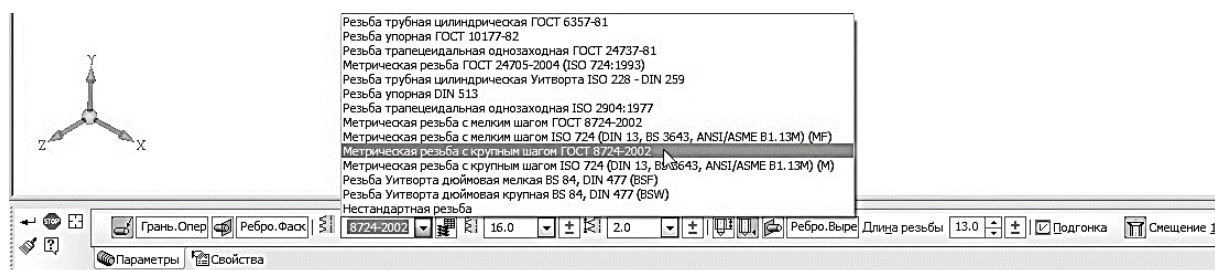 Резьба трубная цилиндрическая ГОСТ 6357-81
Резьба упорная ГОСТ 10177-82
Резьба трапецеидальная однозаходная ГОСТ 24737-81
Метрическая резьба ГОСТ 24705-2004 (ISO 724:1993)
Резьба трубная цилиндрическая Уитворта ISO 228 - DIN 259
Резьба упорная DIN 513
Резьба трапецеидальная однозаходная ISO 2904:1977
Метрическая резьба с мелким шагом ГОСТ 8724-2002
Метрическая резьба с мелким шагом ISO 724 (DIN 13, BS 3643, ANSI/ASME B1.13M) (MF)
Метрическая резьба с крупным шагом ГОСТ 8724-2002
Метрическая резьба с крупным шагом ISO 724 (DIN 13, BS 3643, ANSI/ASME B1.13M) (M)
Резьба Уитворта дюймовая мелкая BS 84, DIN 477 (BSF)
Резьба Уитворта дюймовая крупная BS 84, DIN 477 (BSW)
Нестандартная резьба
Y
Z X
STOP Грань.Опер Ребро.Фаск 8724-2002 16.0 2.0 Ребро.Выре Длина резьбы 13.0 Подгонка Смещение 1
Параметры Свойства